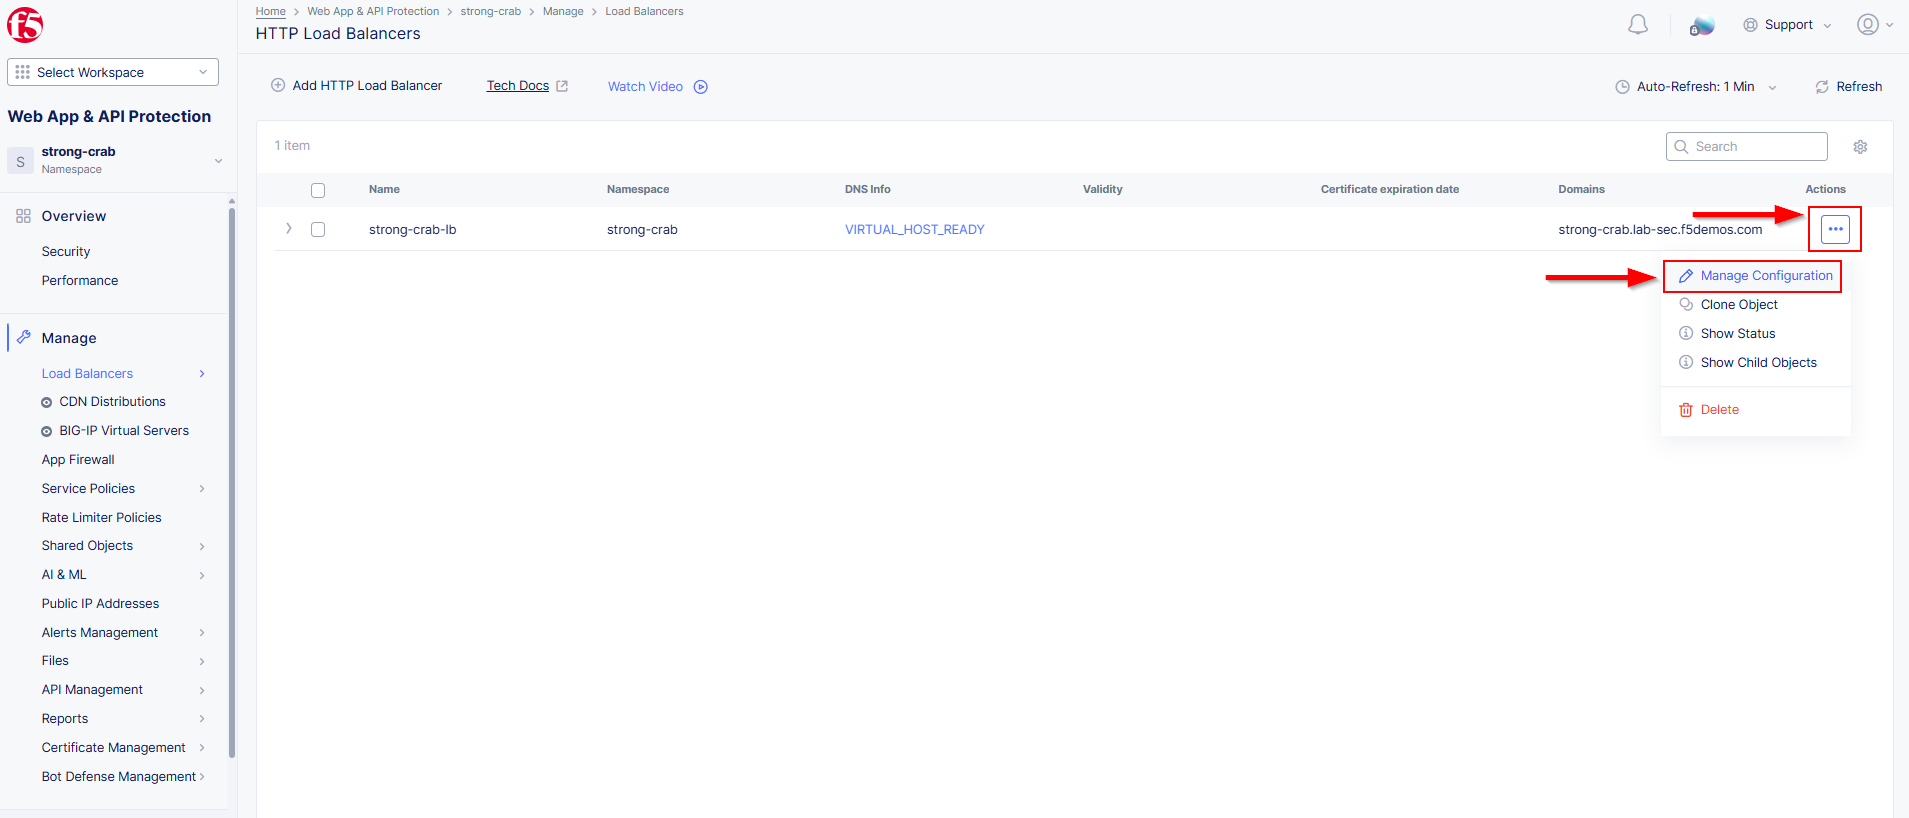 f5
Home > Web App & API Protection > strong-crab > Manage > Load Balancers
HTTP Load Balancers
Support
Select Workspace
Web App & API Protection
S
strong-crab
Namespace
Overview
Security
Performance
Manage
Load Balancers
CDN Distributions
BIG-IP Virtual Servers
App Firewall
Service Policies
Rate Limiter Policies
Shared Objects
AI & ML
Public IP Addresses
Alerts Management
Files
API Management
Reports
Certificate Management
Bot Defense Management
Add HTTP Load Balancer Tech Docs Watch Video Auto-Refresh: 1 Min Refresh
1 item Search
Name Namespace DNS Info Validity Certificate expiration date Domains Actions
strong-crab-lb strong-crab VIRTUAL_HOST_READY strong-crab.lab-sec.f5demos.com
Manage Configuration
Clone Object
Show Status
Show Child Objects
Delete